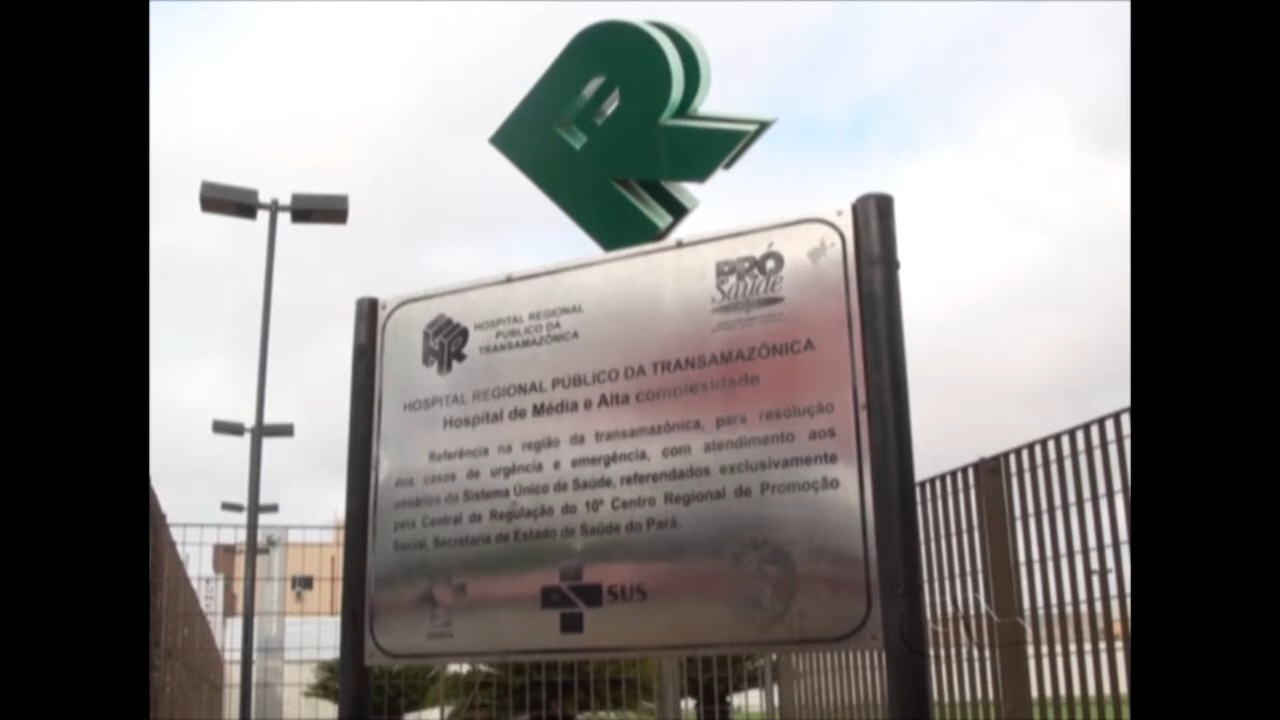 HOSPITAL REGIONAL
PÚBLICO DA
TRANSAMAZÔNICA
PRÓ
Saúde
HOSPITAL REGIONAL PÚBLICO DA TRANSAMAZÔNICA
Hospital de Média e Alta complexidade
Referência na região da transamazônica, para resolução
dos casos de urgência e emergência, com atendimento aos
usuários do Sistema Único de Saúde, referendados exclusivamente
pela Central de Regulação do 10º Centro Regional de Promoção
Social, Secretaria de Estado de Saúde do Pará.
SUS